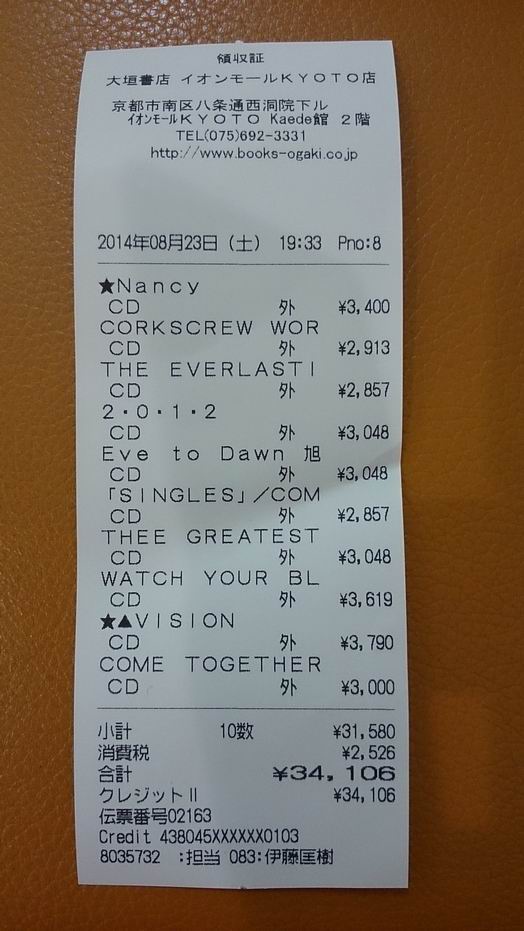 領収証
大垣書店 イオンモールＫＹＯＴＯ店
京都市南区八条通西洞院下ル
ｲｵﾝﾓｰﾙＫＹＯＴＯ Kaede館 ２階
TEL(075)692-3331
http://www.books-ogaki.co.jp
2014年08月23日（土） 19:33 Pno:8
★Ｎａｎｃｙ
CD 外 ¥3,400
ＣＯＲＫＳＣＲＥＷ ＷＯＲ
CD 外 ¥2,913
ＴＨＥ ＥＶＥＲＬＡＳＴＩ
CD 外 ¥2,857
２・０・１・２
CD 外 ¥3,048
Ｅｖｅ ｔｏ Ｄａｗｎ 旭
CD 外 ¥3,048
「ＳＩＮＧＬＥＳ」／ＣＯＭ
CD 外 ¥2,857
ＴＨＥＥ ＧＲＥＡＴＥＳＴ
CD 外 ¥3,048
ＷＡＴＣＨ ＹＯＵＲ ＢＬ
CD 外 ¥3,619
★▲ＶＩＳＩＯＮ
CD 外 ¥3,790
ＣＯＭＥ ＴＯＧＥＴＨＥＲ
CD 外 ¥3,000
小計 10数 ¥31,580
消費税 ¥2,526
合計 ¥34,106
クレジットⅡ ¥34,106
伝票番号02163
Credit 438045XXXXXX0103
8035732 :担当 083:伊藤匡樹